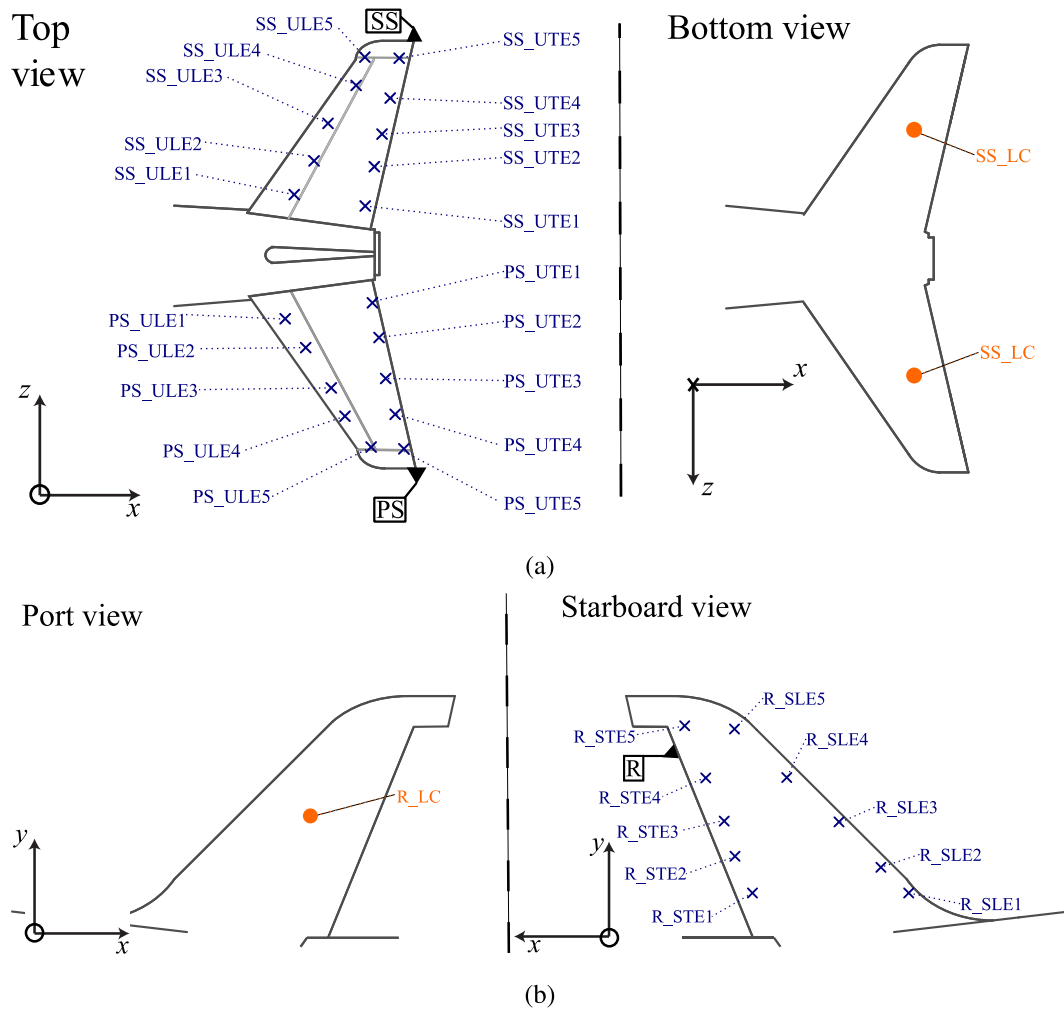 Top
view
SS_ULE5
SS_ULE4
SS_ULE3
SS_ULE2
SS_ULE1
SS
SS_UTE5
SS_UTE4
SS_UTE3
SS_UTE2
SS_UTE1
PS_UTE1
PS_UTE2
PS_UTE3
PS_UTE4
PS_UTE5
PS_ULE1
PS_ULE2
PS_ULE3
PS_ULE4
PS_ULE5
PS
z
x
Bottom view
SS_LC
SS_LC
x
z
(a)
Port view
R_LC
y
x
Starboard view
R_SLE5
R_SLE4
R_SLE3
R_SLE2
R_SLE1
R_STE5
R
R_STE4
R_STE3
R_STE2
R_STE1
y
x
(b)